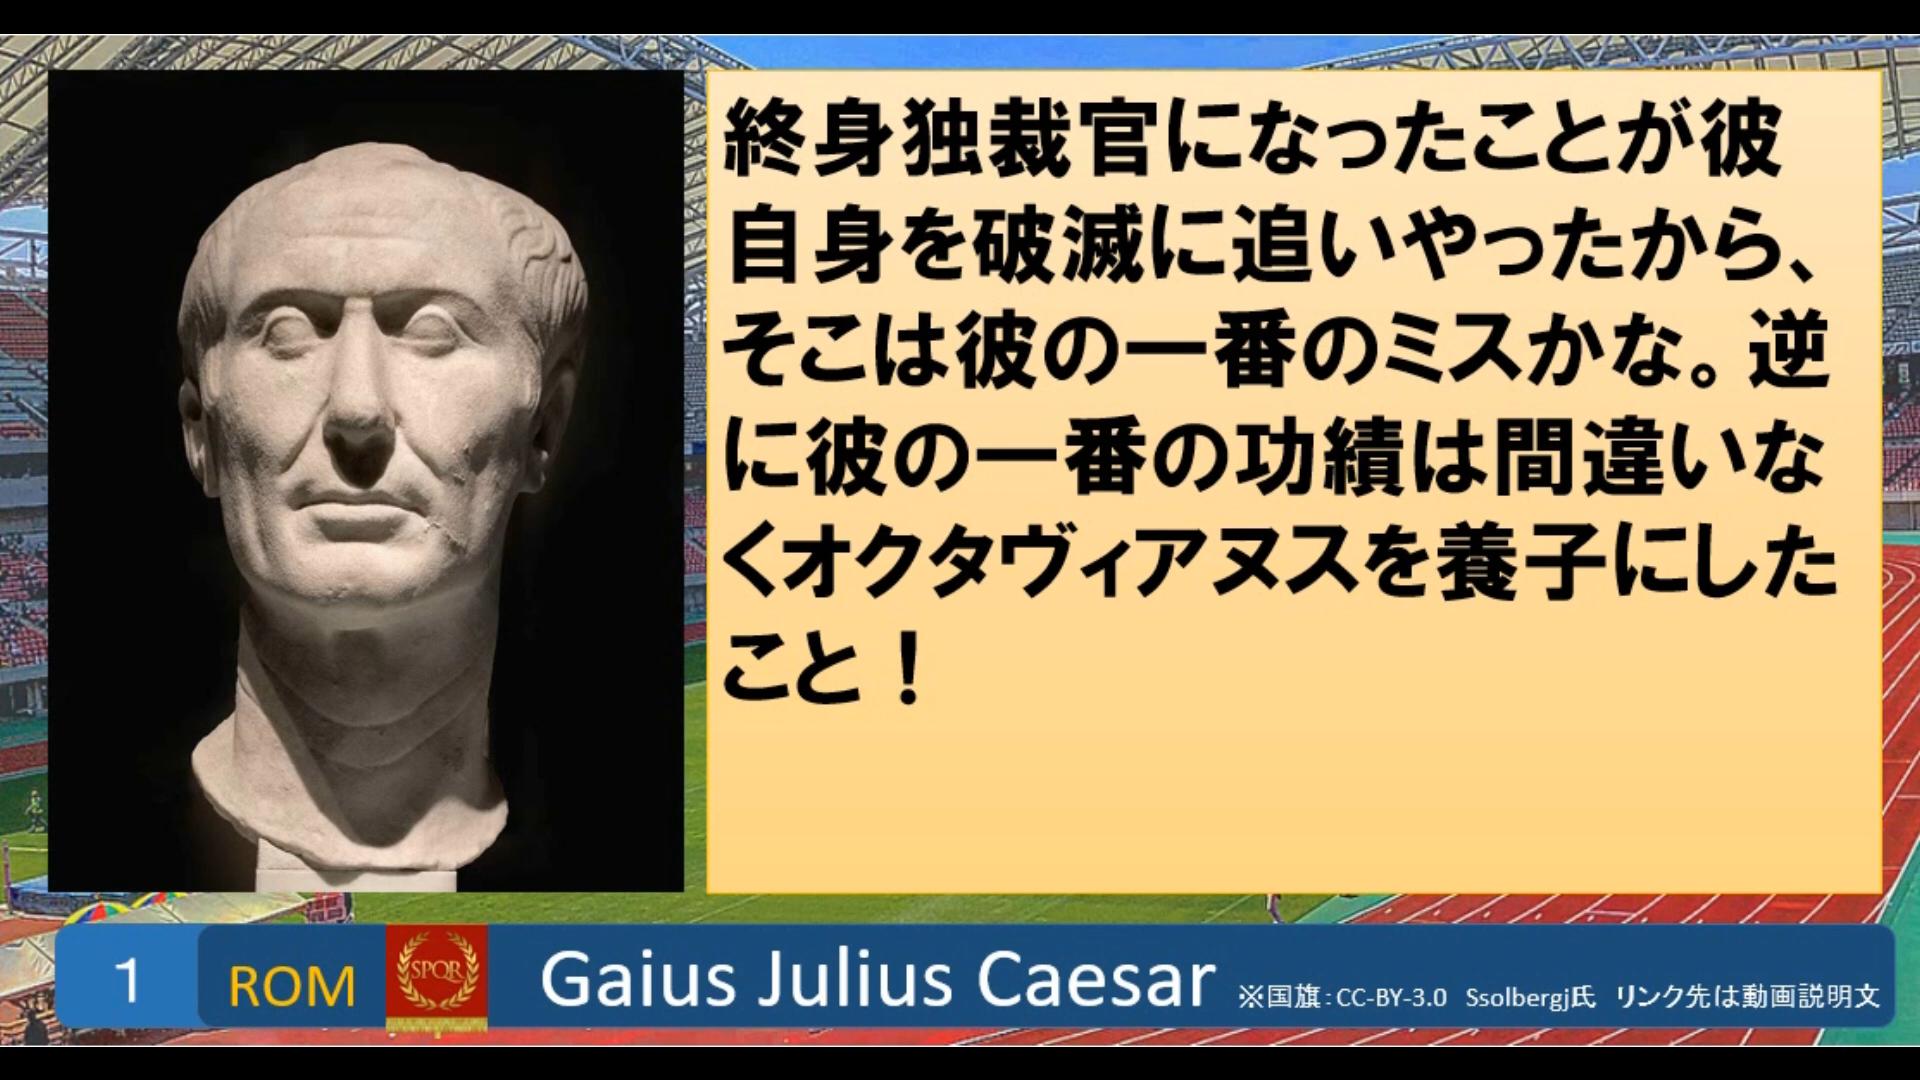 終身独裁官になったことが彼
自身を破滅に追いやったから、
そこは彼の一番のミスかな。逆
に彼の一番の功績は間違いな
くオクタヴィアヌスを養子にした
こと！
1
ROM
SPQR
Gaius Julius Caesar
※国旗：CC-BY-3.0 Ssolbergj氏 リンク先は動画説明文